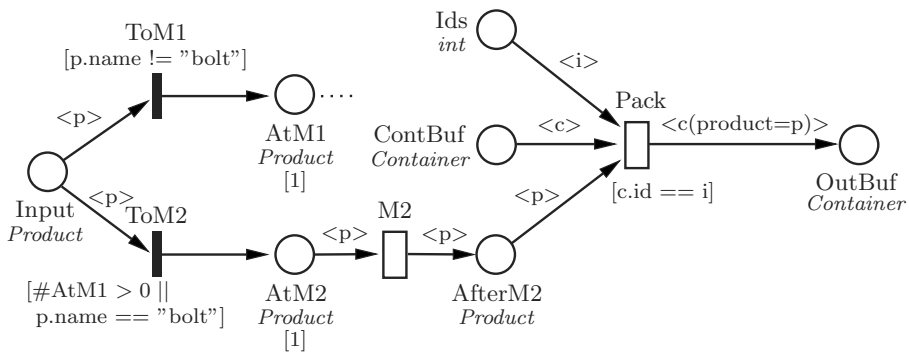 ToM1
[p.name != "bolt"]
<p>
AtM1
Product
[1]
Input
Product
<p>
ToM2
[#AtM1 > 0 ||
p.name == "bolt"]
AtM2
Product
[1]
<p>
M2
<p>
AfterM2
Product
Ids
int
<i>
ContBuf
Container
<c>
<p>
Pack
[c.id == i]
<c(product=p)>
OutBuf
Container